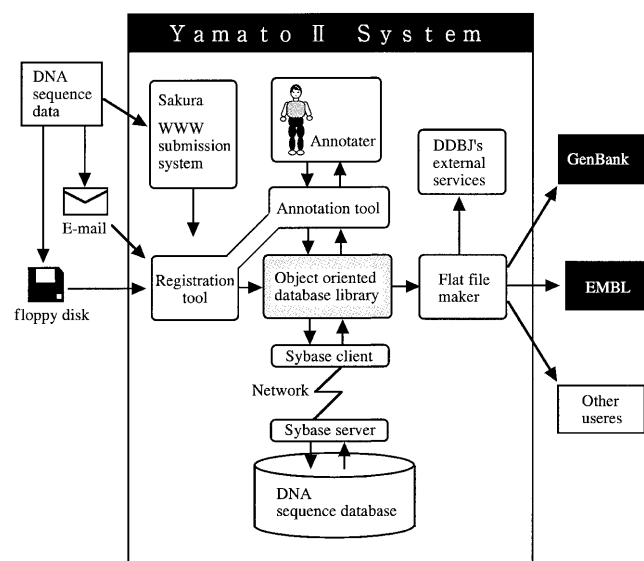 Yamato II System
DNA
sequence
data
E-mail
floppy disk
Sakura
WWW
submission
system
Annotater
Annotation tool
Registration
tool
Object oriented
database library
Sybase client
Network
Sybase server
DNA
sequence database
DDBJ's
external
services
Flat file
maker
GenBank
EMBL
Other
useres